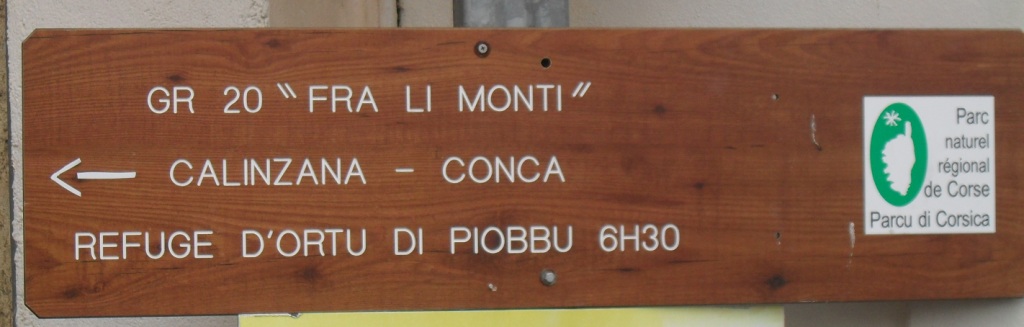 GR 20 "FRA LI MONTI"
CALINZANA - CONCA
REFUGE D'ORTU DI PIOBBU 6H30
Parc
naturel
régional
de Corse
Parcu di Corsica